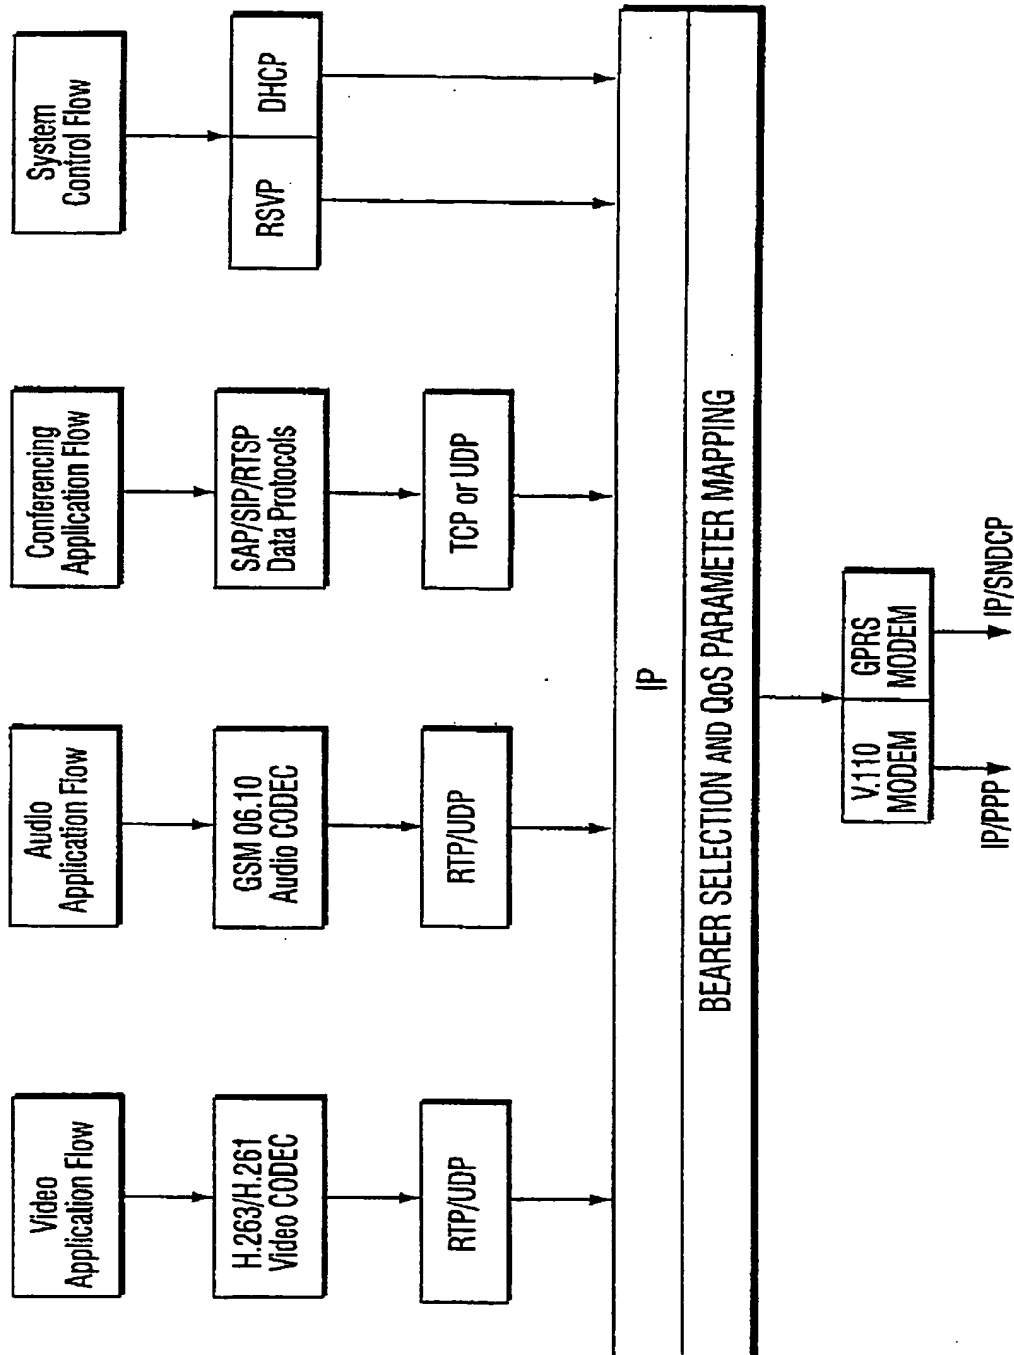 Video
Application Flow
H.263/H.261
Video CODEC
RTP/UDP
Audio
Application Flow
GSM 06.10
Audio CODEC
RTP/UDP
Conferencing
Application Flow
SAP/SIP/RTSP
Data Protocols
TCP or UDP
System
Control Flow
RSVP
DHCP
IP
BEARER SELECTION AND QoS PARAMETER MAPPING
V.110
MODEM
GPRS
MODEM
IP/PPP
IP/SNDCP